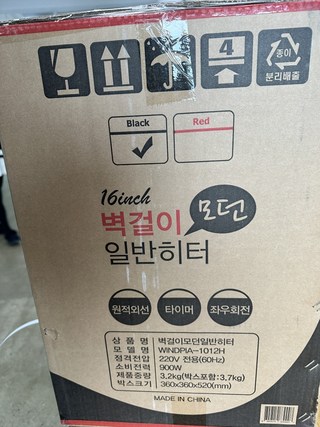 4
종이
분리배출
Black
Red
16inch
벽걸이 모던
일반히터
원적외선 타이머 좌우회전
상품명 벽걸이모던일반히터
모델명 WINDPIA-1012H
정격전압 220V 전용(60Hz)
소비전력 900W
제품중량 3.2kg(박스포함:3.7kg)
박스크기 360x360x520(mm)
MADE IN CHINA